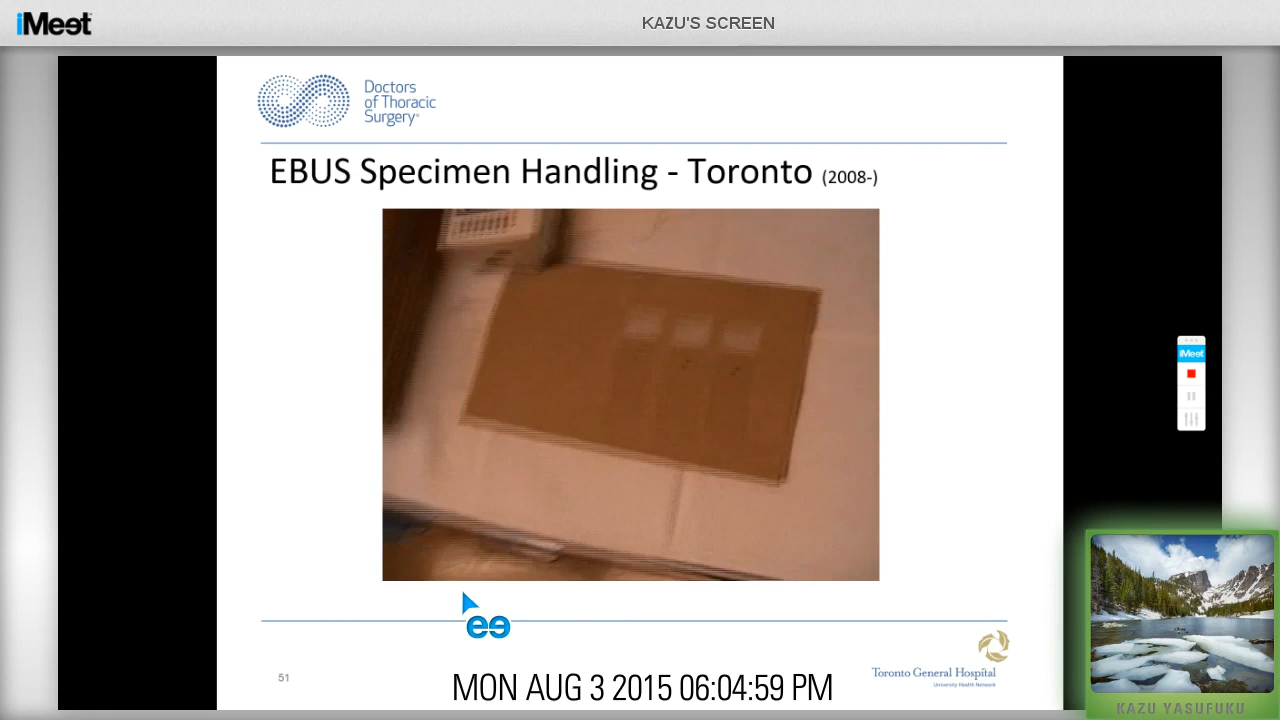 iMeet
KAZU'S SCREEN
Doctors
of Thoracic
Surgery®
EBUS Specimen Handling - Toronto (2008-)
iMeet
ee
51
MON AUG 3 2015 06:04:59 PM
Toronto General Hospital
University Health Network
KAZU YASUFUKU